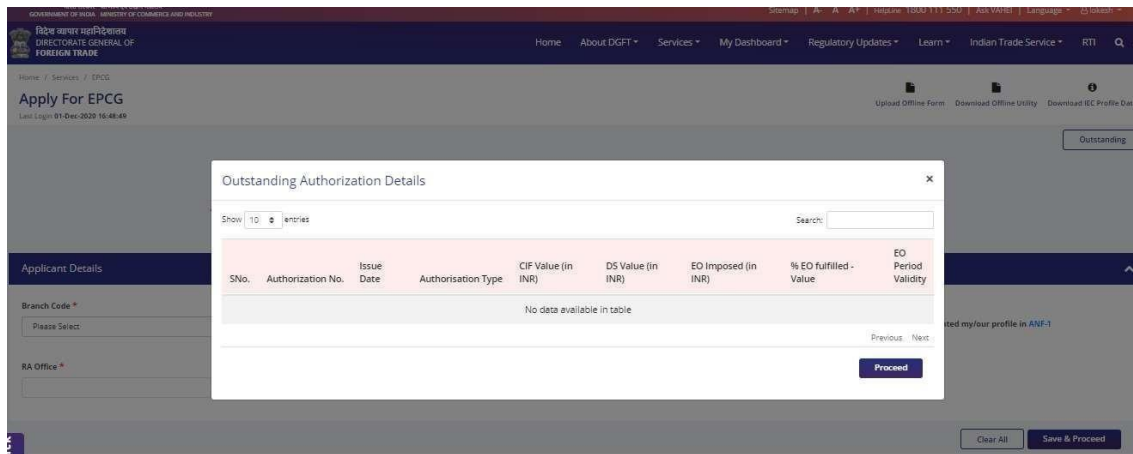 GOVERNMENT OF INDIA MINISTRY OF COMMERCE AND INDUSTRY
Sitemap | A- A A+ | Helpline 1800 111 550 | Ask VAHEI | Language lokesh
विदेश व्यापार महानिदेशालय
DIRECTORATE GENERAL OF
FOREIGN TRADE
Home About DGFT Services My Dashboard Regulatory Updates Learn Indian Trade Service RTI
Home / Services / EPCG
Apply For EPCG
Last Login 01-Dec-2020 16:48:49
Upload Offline Form Download Offline Utility Download IEC Profile Dat
Outstanding
Outstanding Authorization Details ×
Show 10 entries Search:
SNo. Authorization No. Issue Date Authorisation Type CIF Value (in INR) DS Value (in INR) EO Imposed (in INR) % EO fulfilled - Value EO Period Validity
No data available in table
Previous Next
Proceed
Applicant Details
Branch Code *
Please Select
ted my/our profile in ANF-1
RA Office *
Clear All Save & Proceed